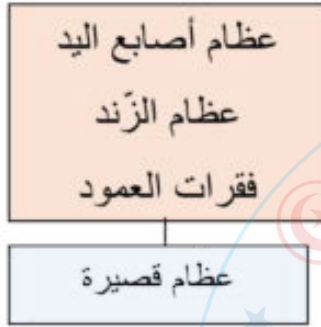 عظام أصابع اليد
عظام الزّند
فقرات العمود
عظام قصيرة